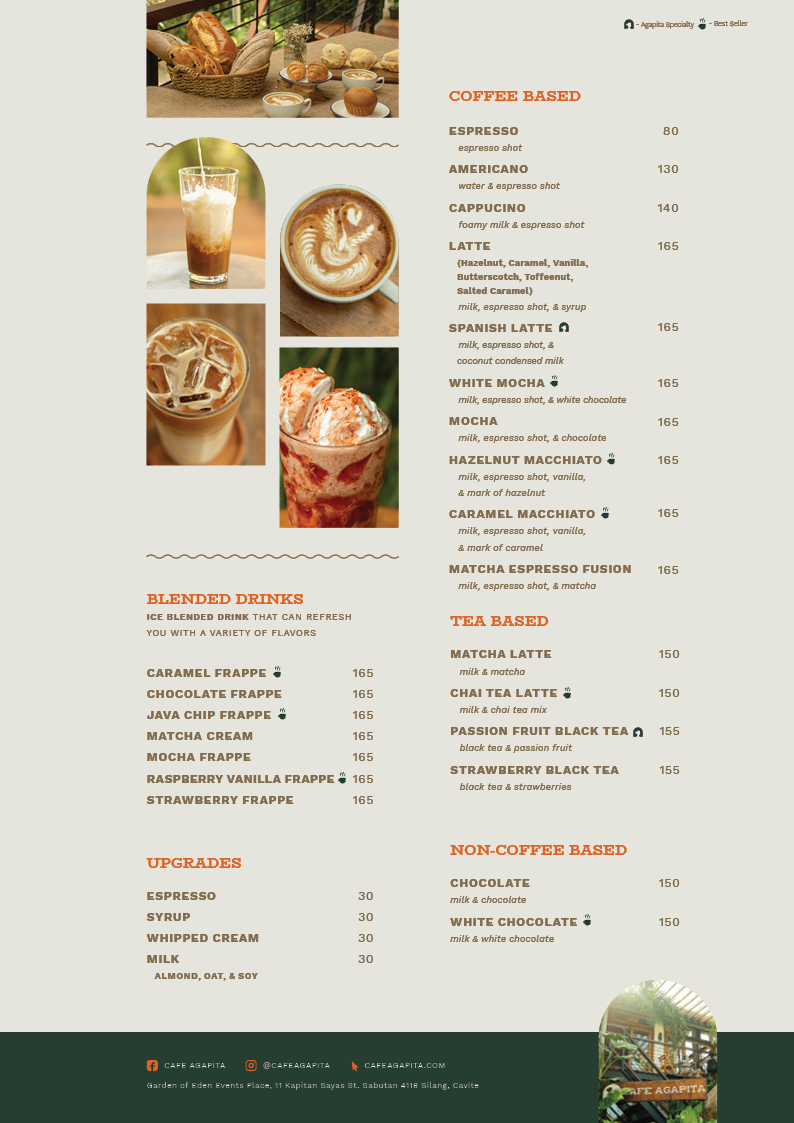 - Agapita Specialty - Best Seller
COFFEE BASED
ESPRESSO 80
espresso shot
AMERICANO 130
water & espresso shot
CAPPUCINO 140
foamy milk & espresso shot
LATTE 165
(Hazelnut, Caramel, Vanilla,
Butterscotch, Toffeenut,
Salted Caramel)
milk, espresso shot, & syrup
SPANISH LATTE 165
milk, espresso shot, &
coconut condensed milk
WHITE MOCHA 165
milk, espresso shot, & white chocolate
MOCHA 165
milk, espresso shot, & chocolate
HAZELNUT MACCHIATO 165
milk, espresso shot, vanilla,
& mark of hazelnut
CARAMEL MACCHIATO 165
milk, espresso shot, vanilla,
& mark of caramel
MATCHA ESPRESSO FUSION 165
milk, espresso shot, & matcha
TEA BASED
MATCHA LATTE 150
milk & matcha
CHAI TEA LATTE 150
milk & chai tea mix
PASSION FRUIT BLACK TEA 155
black tea & passion fruit
STRAWBERRY BLACK TEA 155
black tea & strawberries
NON-COFFEE BASED
CHOCOLATE 150
milk & chocolate
WHITE CHOCOLATE 150
milk & white chocolate
BLENDED DRINKS
ICE BLENDED DRINK THAT CAN REFRESH
YOU WITH A VARIETY OF FLAVORS
CARAMEL FRAPPE 165
CHOCOLATE FRAPPE 165
JAVA CHIP FRAPPE 165
MATCHA CREAM 165
MOCHA FRAPPE 165
RASPBERRY VANILLA FRAPPE 165
STRAWBERRY FRAPPE 165
UPGRADES
ESPRESSO 30
SYRUP 30
WHIPPED CREAM 30
MILK 30
ALMOND, OAT, & SOY
CAFE AGAPITA @CAFEAGAPITA CAFEAGAPITA.COM
Garden of Eden Events Place, 11 Kapitan Sayas St. Sabutan 4118 Silang, Cavite
CAFE AGAPITA